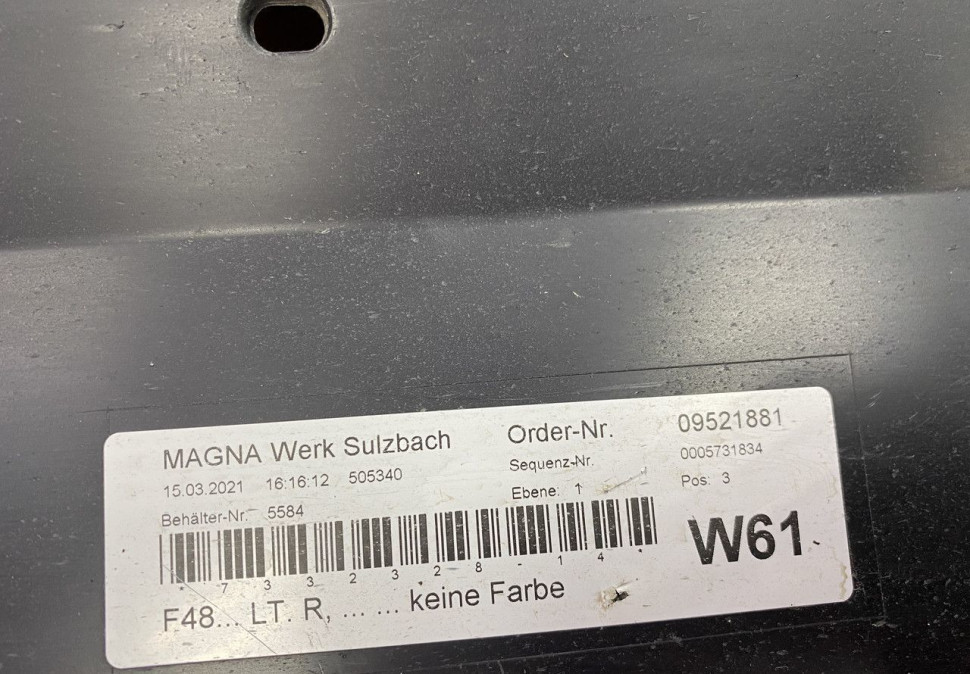 MAGNA Werk Sulzbach
15.03.2021 16:16:12 505340
Behälter-Nr. 5584
Order-Nr. 09521881
Sequenz-Nr. 0005731834
Ebene: 1 Pos: 3
* 7 3 3 2 3 2 8 - 1 4 *
W61
F48... LT. R, ... ... keine Farbe